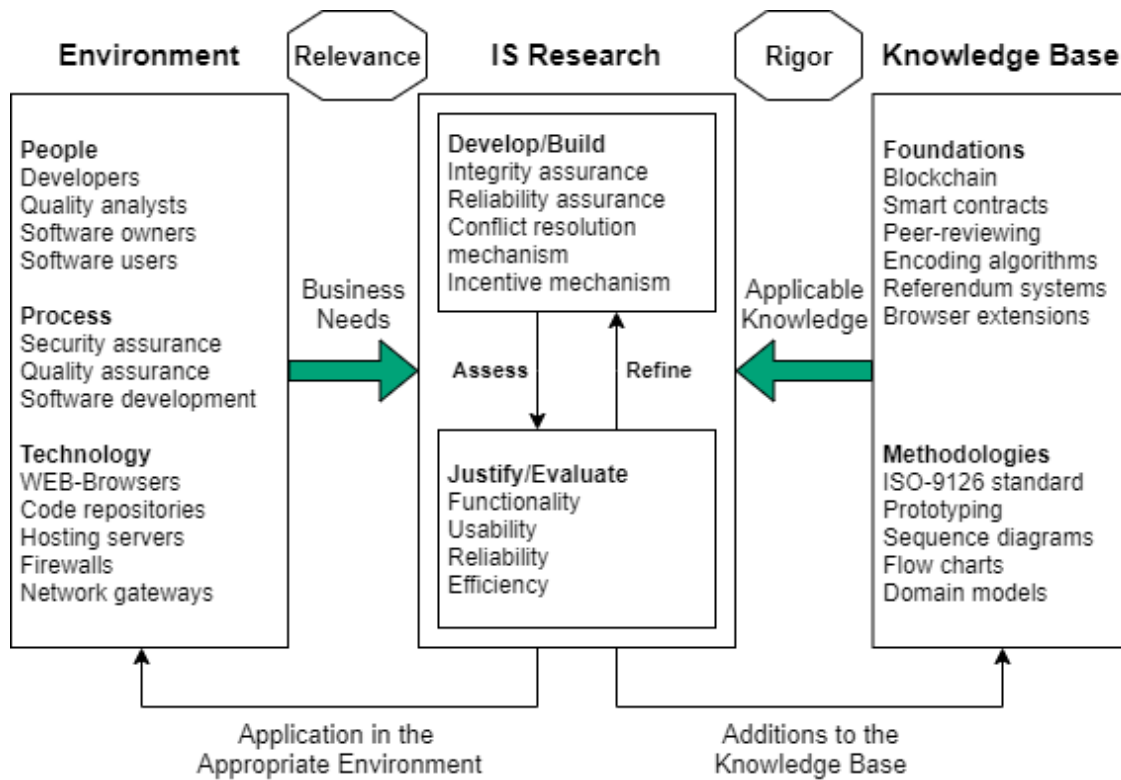 Environment
Relevance
IS Research
Rigor
Knowledge Base
People
Developers
Quality analysts
Software owners
Software users
Process
Security assurance
Quality assurance
Software development
Technology
WEB-Browsers
Code repositories
Hosting servers
Firewalls
Network gateways
Business
Needs
Develop/Build
Integrity assurance
Reliability assurance
Conflict resolution
mechanism
Incentive mechanism
Assess
Refine
Justify/Evaluate
Functionality
Usability
Reliability
Efficiency
Applicable
Knowledge
Foundations
Blockchain
Smart contracts
Peer-reviewing
Encoding algorithms
Referendum systems
Browser extensions
Methodologies
ISO-9126 standard
Prototyping
Sequence diagrams
Flow charts
Domain models
Application in the
Appropriate Environment
Additions to the
Knowledge Base